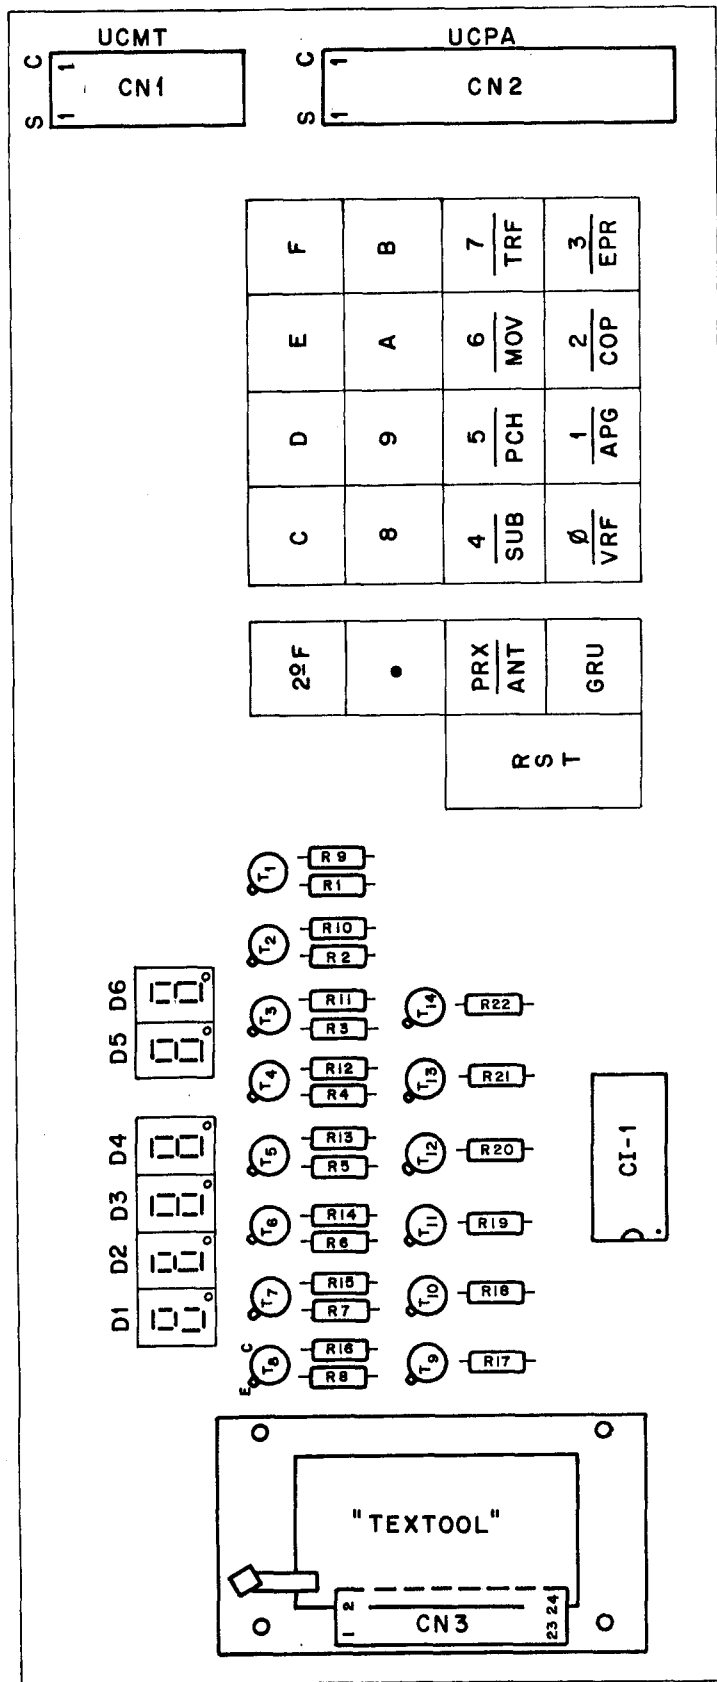 UCMT
UCPA
C
1
CN1
S
1
C
1
CN2
S
1
F
B
7
TRF
3
EPR
E
A
6
MOV
2
COP
D
9
5
PCH
1
APG
C
8
4
SUB
Ø
VRF
2ºF
•
PRX
ANT
GRU
RST
T1
R9
R1
T2
R10
R2
D6
T3
R11
R3
T14
R22
D5
T4
R12
R4
T13
R21
D4
T5
R13
R5
T12
R20
CI-1
D3
T6
R14
R6
T11
R19
D2
T7
R15
R7
T10
R18
D1
C
E
T8
R16
R8
T9
R17
"TEXTOOL"
2
24
1
CN3
23